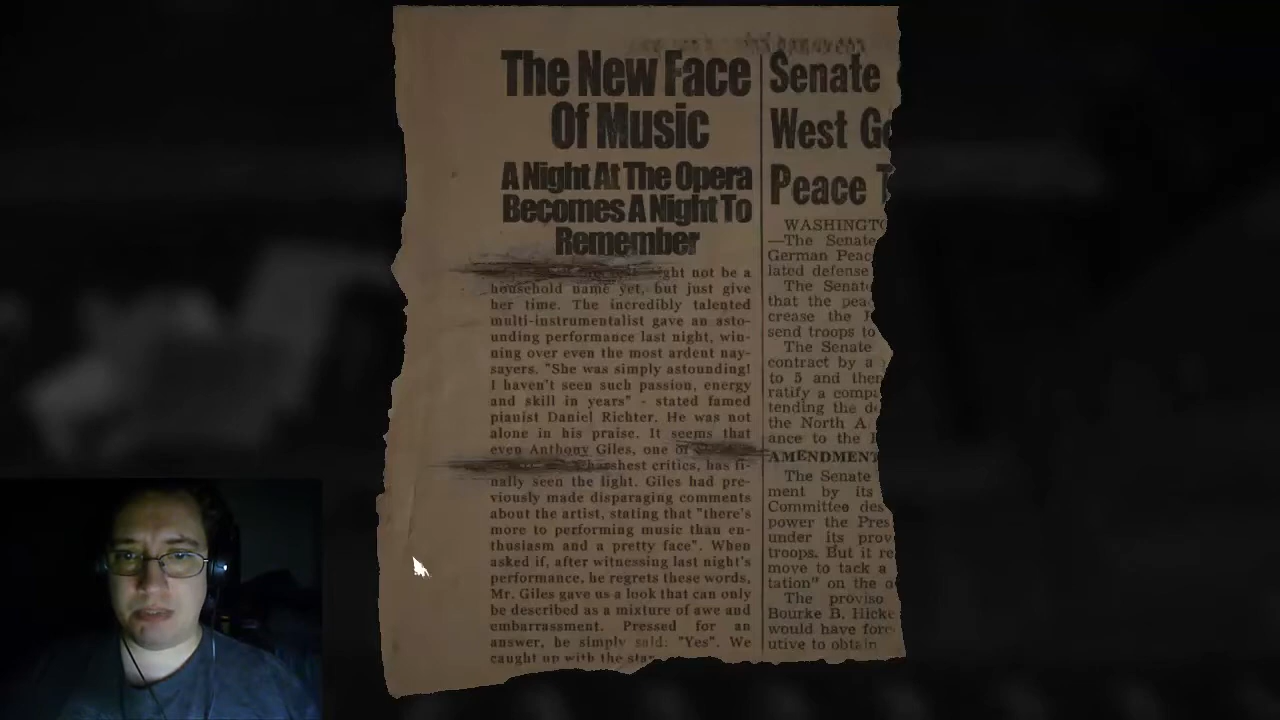 The New Face
Of Music
A Night At The Opera
Becomes A Night To
Remember
not be a
household name yet, but just give
her time. The incredibly talented
multi-instrumentalist gave an asto-
unding performance last night, win-
ning over even the most ardent nay-
sayers. "She was simply astounding!
I haven't seen such passion, energy
and skill in years" - stated famed
pianist Daniel Richter. He was not
alone in his praise. It seems that
even Anthony Giles, one of
harshest critics, has fi-
nally seen the light. Giles had pre-
viously made disparaging comments
about the artist, stating that "there's
more to performing music than en-
thusiasm and a pretty face". When
asked if, after witnessing last night's
performance, he regrets these words,
Mr. Giles gave us a look that can only
be described as a mixture of awe and
embarrassment. Pressed for an
answer, he simply said: "Yes". We
caught up with the star
Senate
West Ge
Peace T
WASHINGTO
—The Senate
German Peac
lated defense
The Senat
that the peac
crease the
send troops to
The Senate
contract by a
to 5 and then
ratify a compa
tending the de
the North A
ance to the
AMENDMENT
The Senate
ment by its
Committee des
power the Pres
under its prov
troops. But it re
move to tack a
tation" on the o
The proviso
Bourke B. Hicke
would have forc
utive to obtain